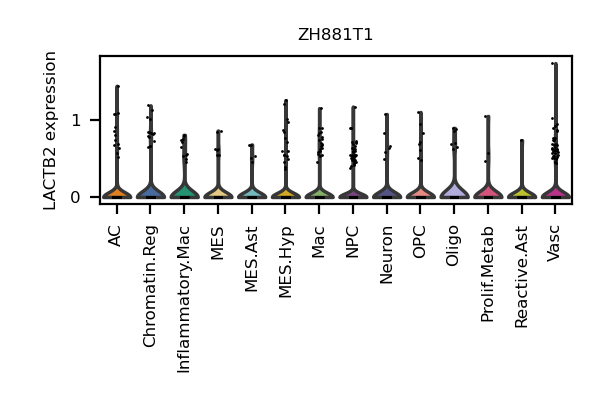 ZH881T1
LACTB2 expression
1
0
AC
Chromatin.Reg
Inflammatory.Mac
MES
MES.Ast
MES.Hyp
Mac
NPC
Neuron
OPC
Oligo
Prolif.Metab
Reactive.Ast
Vasc